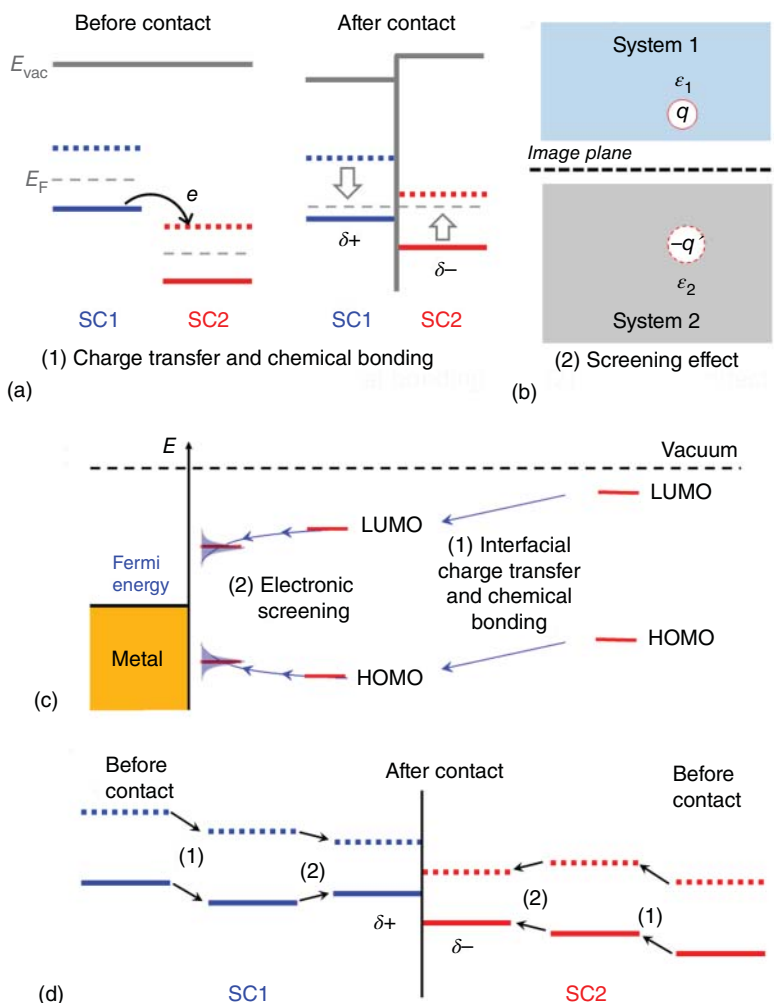 Before contact
After contact
E_vac
E_F
e
δ+
δ−
SC1
SC2
SC1
SC2
(1) Charge transfer and chemical bonding
(a)
System 1
ε₁
q
Image plane
−q´
ε₂
System 2
(2) Screening effect
(b)
E
Vacuum
LUMO
LUMO
Fermi
energy
(2) Electronic
screening
(1) Interfacial
charge transfer
and chemical
bonding
Metal
HOMO
HOMO
(c)
Before
contact
After contact
Before
contact
(1)
(2)
δ+
δ−
(2)
(1)
SC1
SC2
(d)